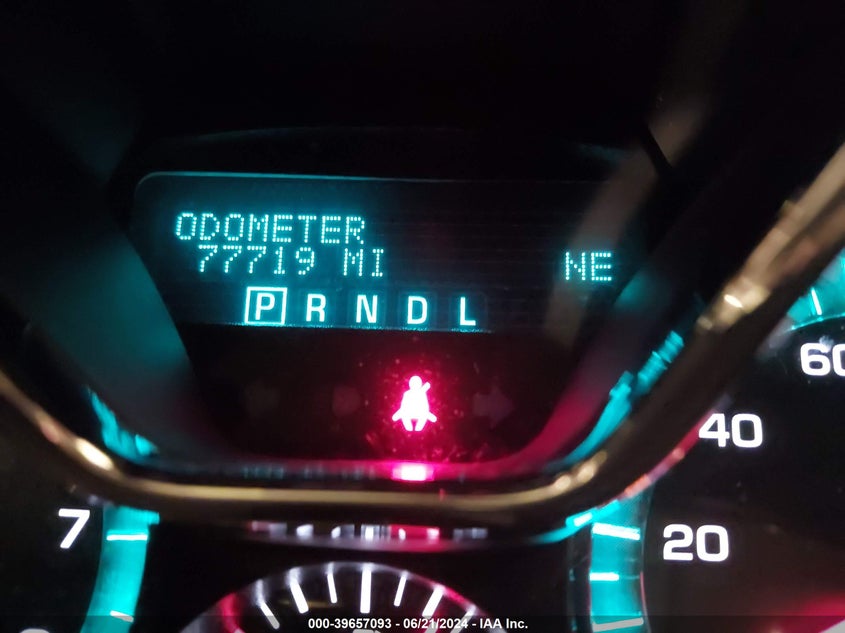 ODOMETER
77719 MI NE
P R N D L
60
40
7
20
000-39657093 - 06/21/2024 - IAA Inc.